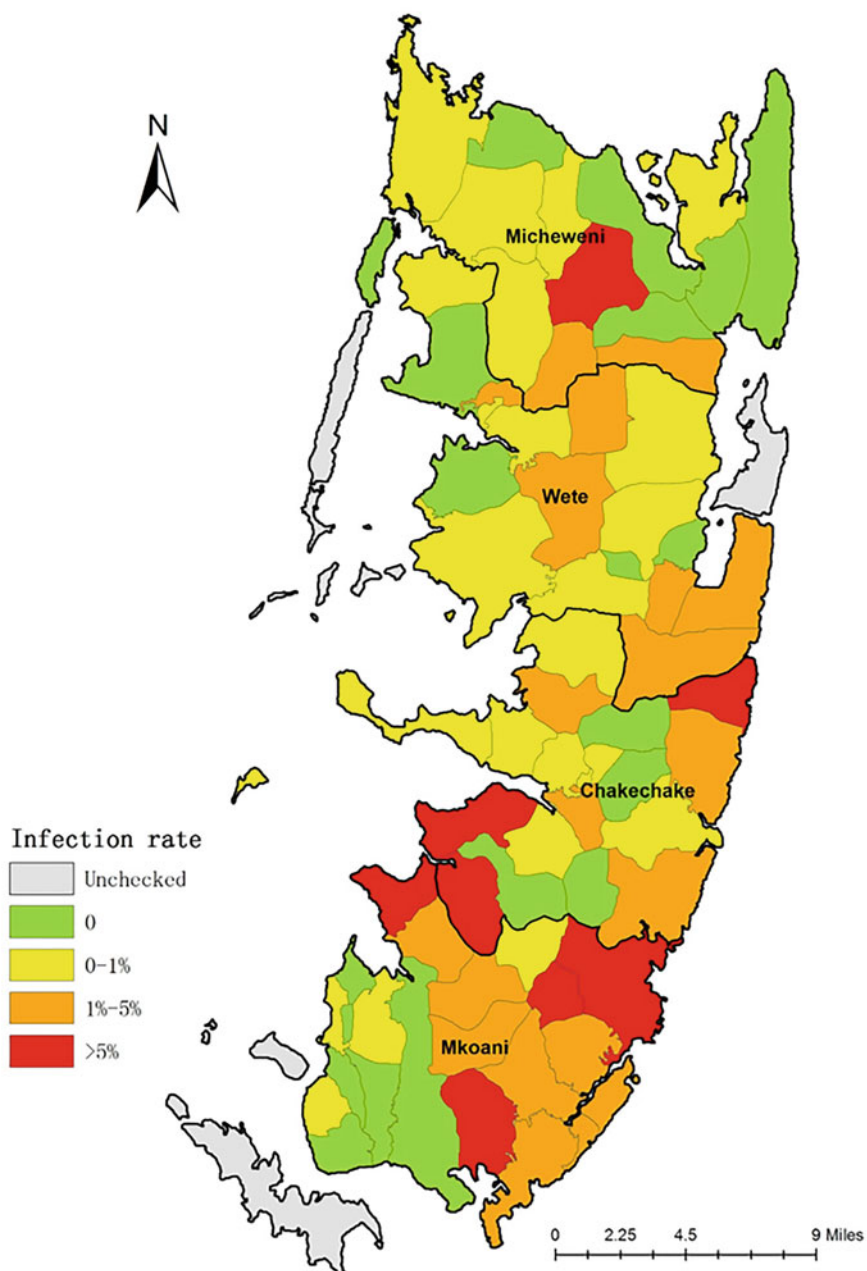 N
Micheweni
Wete
Chakechake
Mkoani
Infection rate
Unchecked
0
0-1%
1%-5%
>5%
0 2.25 4.5 9 Miles